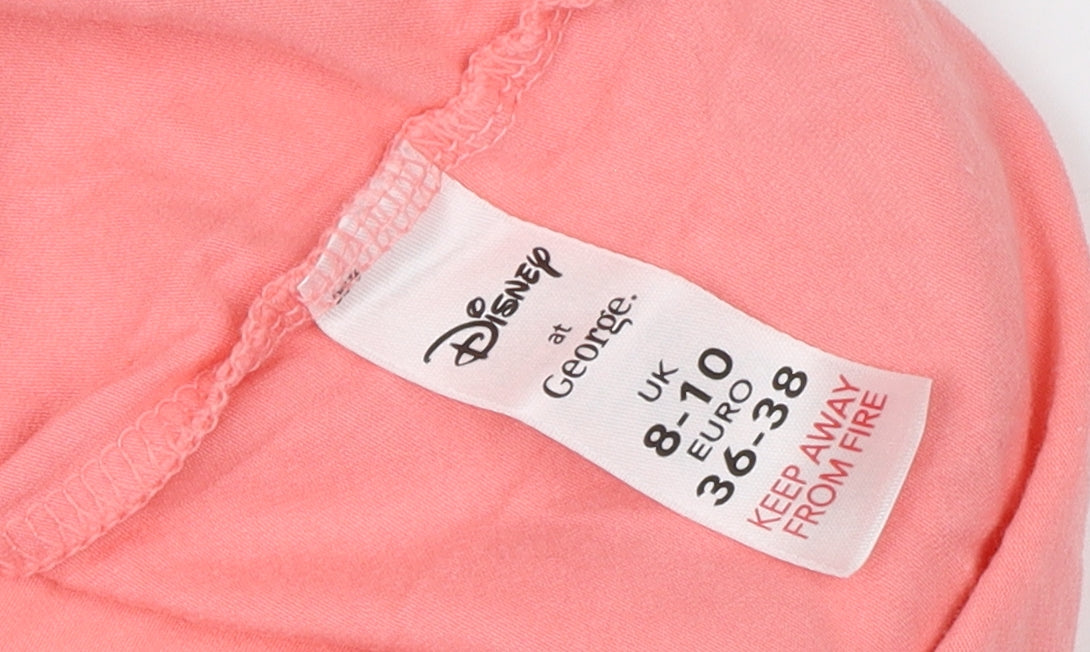 Disney
at
George.
UK
8-10
EURO
36-38
KEEP AWAY
FROM FIRE